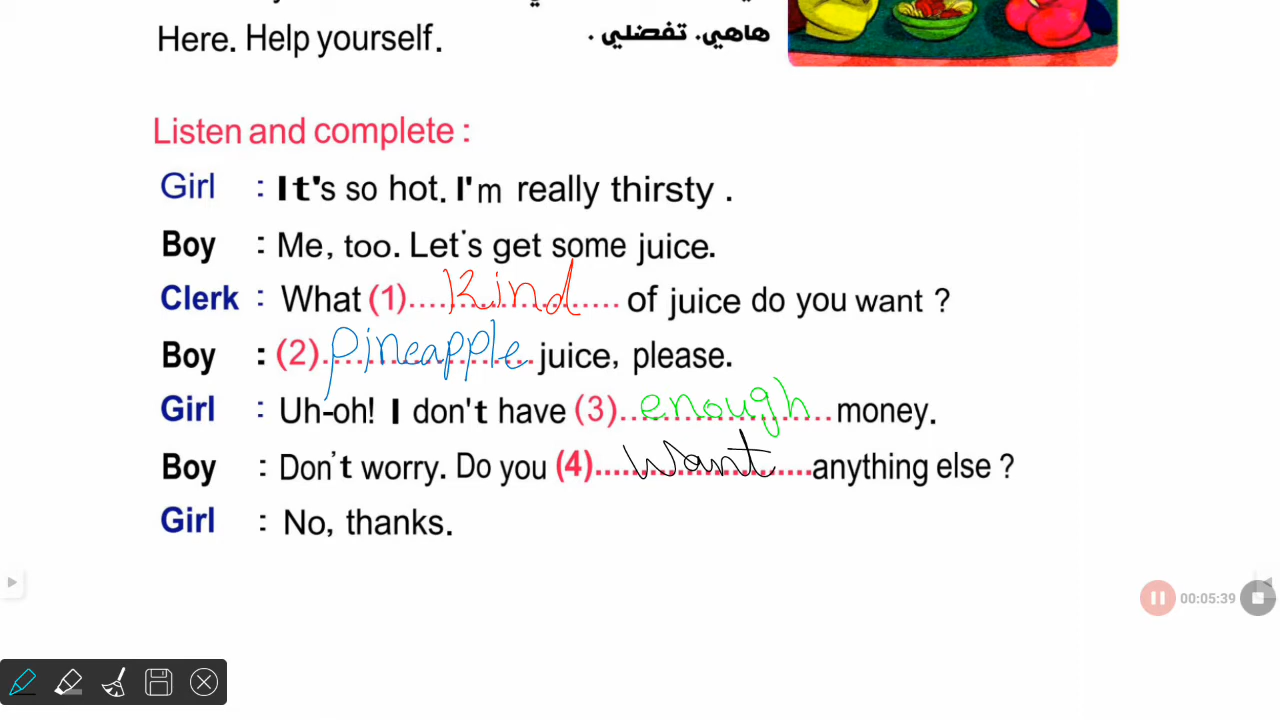 Here. Help yourself.
هاهي. تفضلي .
Listen and complete :
Girl : It's so hot. I'm really thirsty .
Boy : Me, too. Let's get some juice.
Clerk : What (1)....kind.... of juice do you want ?
Boy : (2)....pineapple.... juice, please.
Girl : Uh-oh! I don't have (3)....enough.... money.
Boy : Don't worry. Do you (4)....want.... anything else ?
Girl : No, thanks.
00:05:39